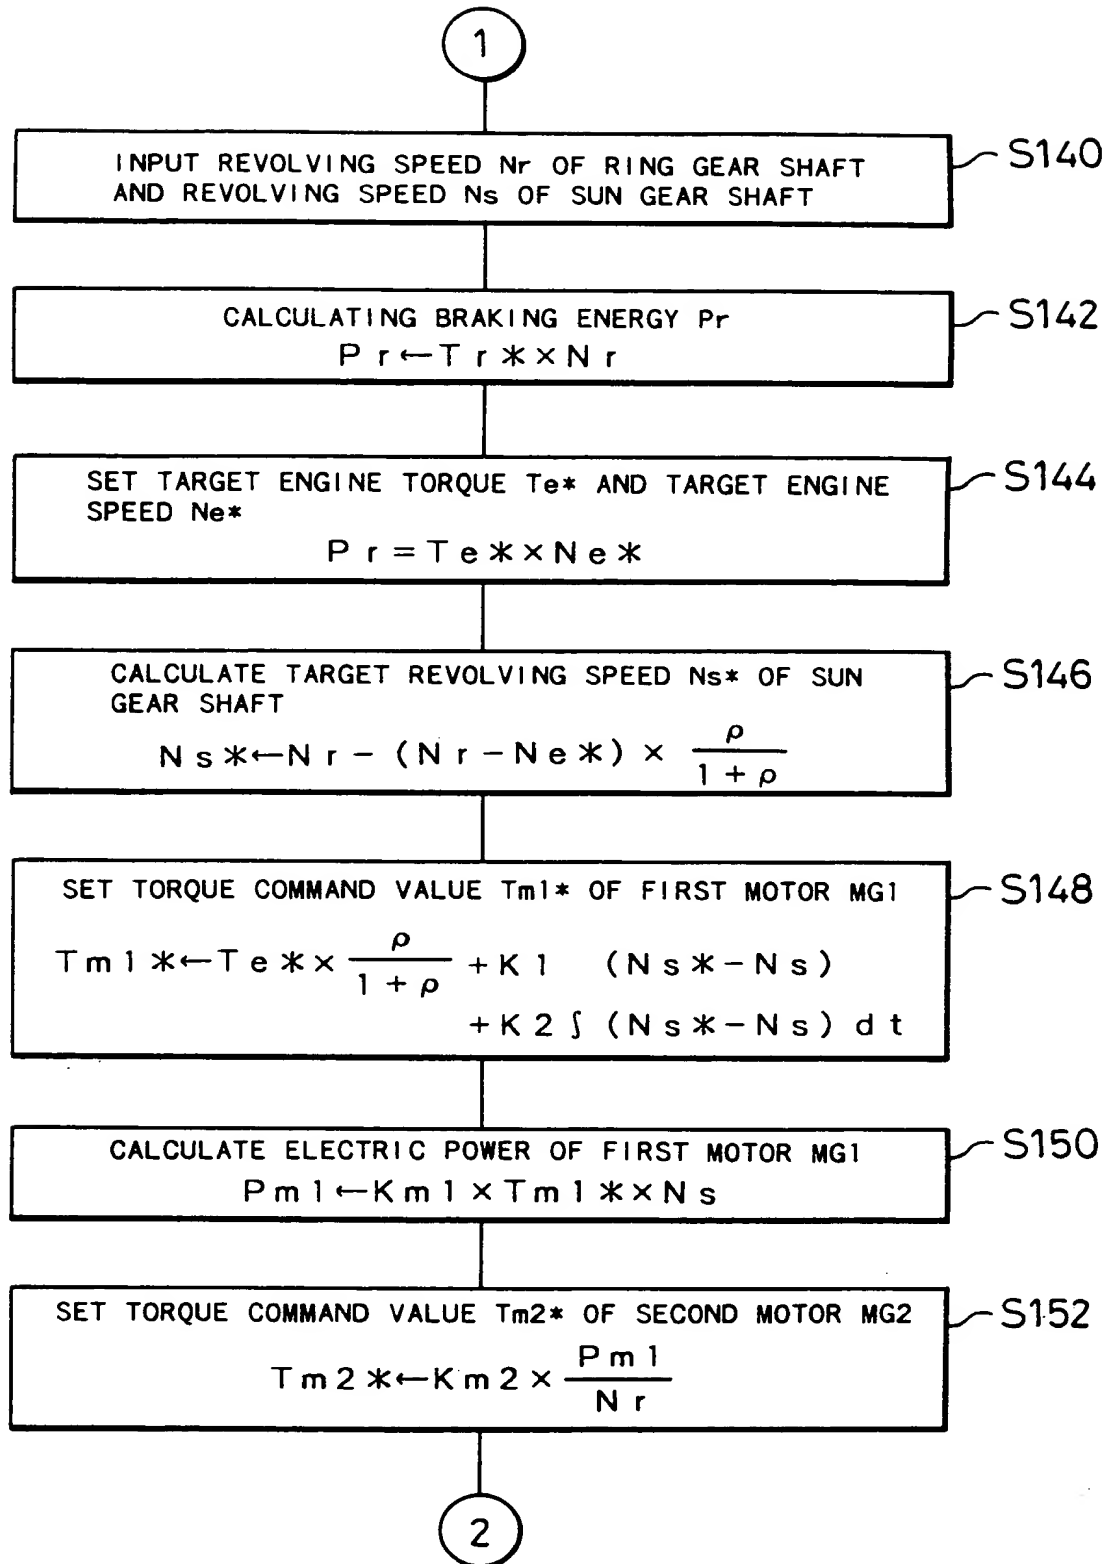 1
INPUT REVOLVING SPEED Nr OF RING GEAR SHAFT
AND REVOLVING SPEED Ns OF SUN GEAR SHAFT
S140
CALCULATING BRAKING ENERGY Pr
Pr←Tr*×Nr
S142
SET TARGET ENGINE TORQUE Te* AND TARGET ENGINE
SPEED Ne*
Pr=Te*×Ne*
S144
CALCULATE TARGET REVOLVING SPEED Ns* OF SUN
GEAR SHAFT
Ns*←Nr-(Nr-Ne*)× ρ/(1+ρ)
S146
SET TORQUE COMMAND VALUE Tm1* OF FIRST MOTOR MG1
Tm1*←Te*× ρ/(1+ρ) +K1 (Ns*-Ns)
+K2∫(Ns*-Ns)dt
S148
CALCULATE ELECTRIC POWER OF FIRST MOTOR MG1
Pm1←Km1×Tm1*×Ns
S150
SET TORQUE COMMAND VALUE Tm2* OF SECOND MOTOR MG2
Tm2*←Km2× Pm1/Nr
S152
2